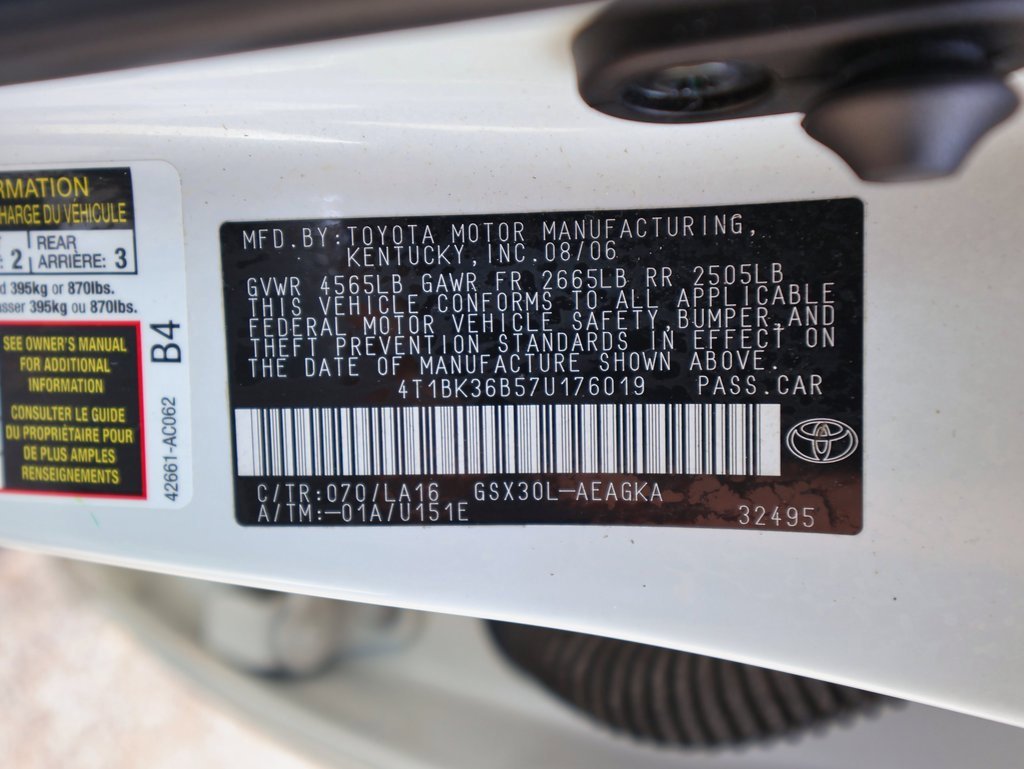 RMATION
HARGE DU VÉHICULE
: 2 REAR
ARRIÈRE: 3
d 395kg or 870lbs.
sser 395kg ou 870lbs.
SEE OWNER'S MANUAL
FOR ADDITIONAL
INFORMATION
CONSULTER LE GUIDE
DU PROPRIÉTAIRE POUR
DE PLUS AMPLES
RENSEIGNEMENTS
42661-AC062 B4
MFD.BY:TOYOTA MOTOR MANUFACTURING,
KENTUCKY,INC.08/06
GVWR 4565LB GAWR FR 2665LB RR 2505LB
THIS VEHICLE CONFORMS TO ALL APPLICABLE
FEDERAL MOTOR VEHICLE SAFETY,BUMPER,AND
THEFT PREVENTION STANDARDS IN EFFECT ON
THE DATE OF MANUFACTURE SHOWN ABOVE.
4T1BK36B57U176019 PASS.CAR
C/TR:070/LA16 GSX30L-AEAGKA
A/TM:-01A/U151E 32495